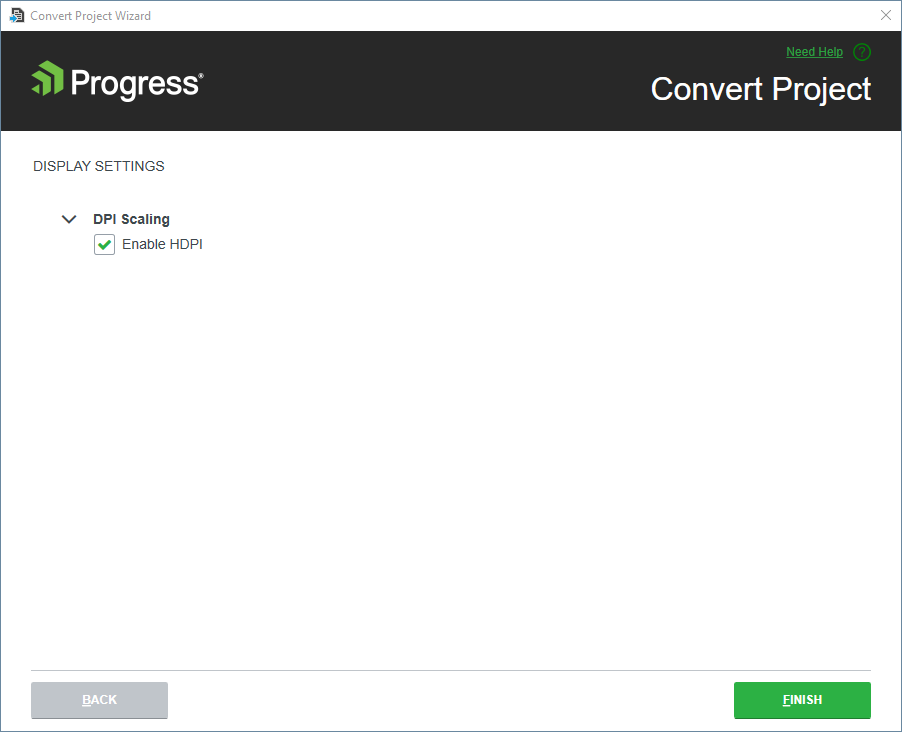 Convert Project Wizard
Need Help ?
Progress®
Convert Project
DISPLAY SETTINGS
DPI Scaling
Enable HDPI
BACK
FINISH